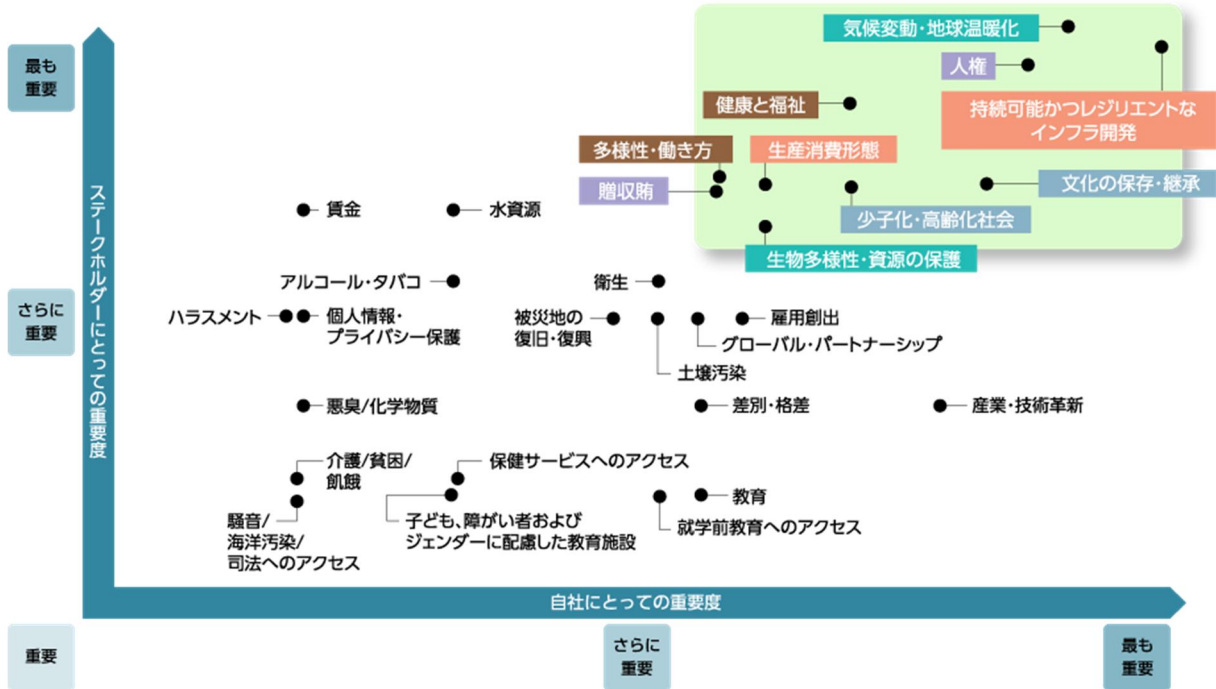 気候変動・地球温暖化
最も
重要
人権
健康と福祉
持続可能かつレジリエントな
インフラ開発
多様性・働き方
生産消費形態
贈収賄
文化の保存・継承
少子化・高齢化社会
生物多様性・資源の保護
賃金
水資源
アルコール・タバコ
衛生
さらに
重要
ステークホルダーにとっての重要度
ハラスメント
個人情報・
プライバシー保護
被災地の
復旧・復興
雇用創出
グローバル・パートナーシップ
土壌汚染
悪臭/化学物質
差別・格差
産業・技術革新
介護/貧困/
飢餓
保健サービスへのアクセス
教育
騒音/
海洋汚染/
司法へのアクセス
子ども、障がい者および
ジェンダーに配慮した教育施設
就学前教育へのアクセス
自社にとっての重要度
重要
さらに
重要
最も
重要